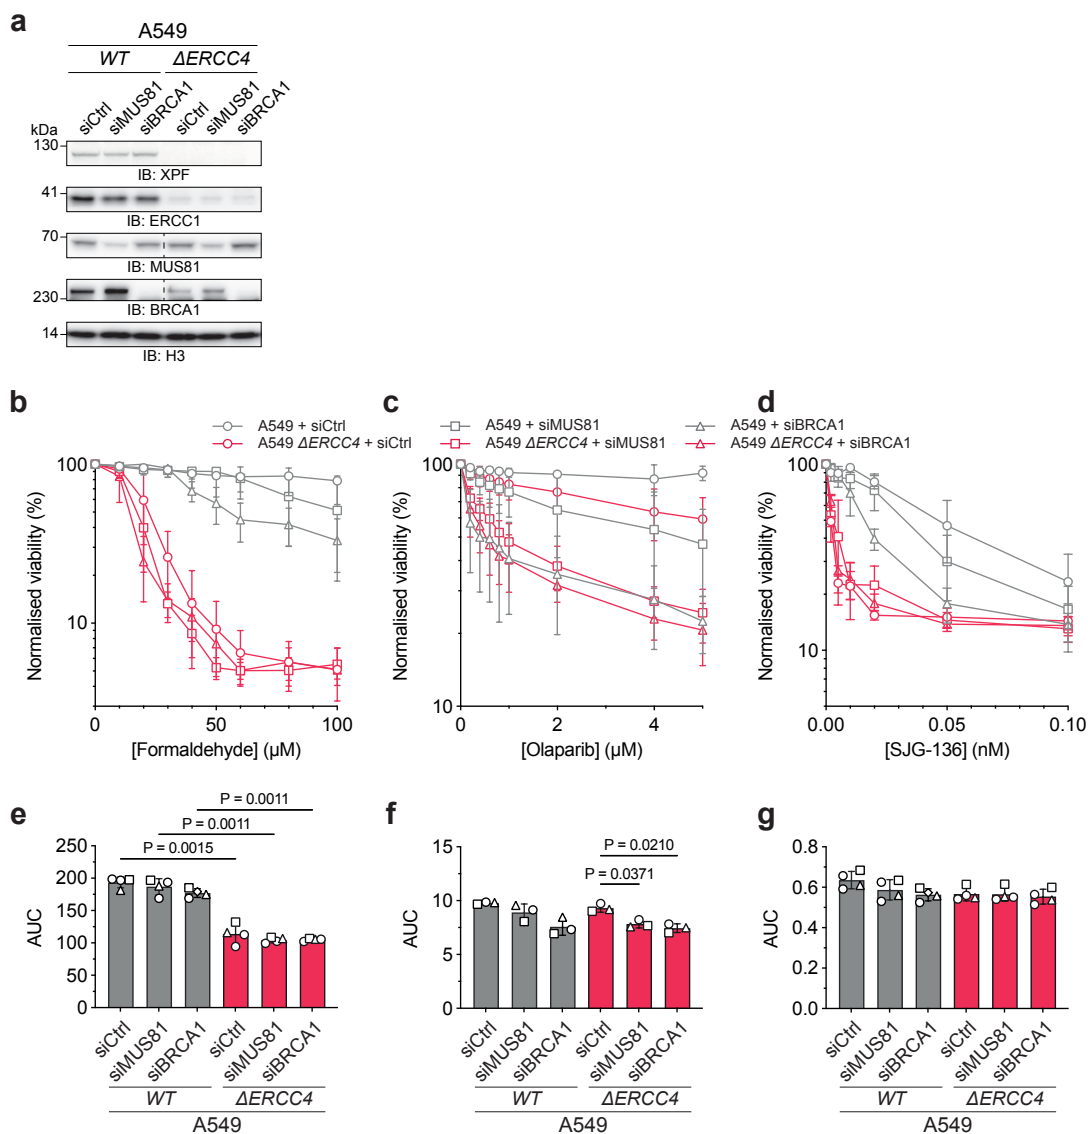 a
A549
WT ΔERCC4
siCtrl siMUS81 siBRCA1 siCtrl siMUS81 siBRCA1
kDa
130
IB: XPF
41
IB: ERCC1
70
IB: MUS81
230
IB: BRCA1
14
IB: H3
b c d
A549 + siCtrl A549 + siMUS81 A549 + siBRCA1
A549 ΔERCC4 + siCtrl A549 ΔERCC4 + siMUS81 A549 ΔERCC4 + siBRCA1
Normalised viability (%)
100
10
0 50 100
[Formaldehyde] (µM)
Normalised viability (%)
100
10
0 2 4
[Olaparib] (µM)
Normalised viability (%)
100
10
0.00 0.05 0.10
[SJG-136] (nM)
e
P = 0.0011
P = 0.0011
P = 0.0015
AUC
250
200
150
100
50
0
siCtrl siMUS81 siBRCA1 siCtrl siMUS81 siBRCA1
WT ΔERCC4
A549
f
P = 0.0210
P = 0.0371
AUC
15
10
5
0
siCtrl siMUS81 siBRCA1 siCtrl siMUS81 siBRCA1
WT ΔERCC4
A549
g
AUC
0.8
0.6
0.4
0.2
0.0
siCtrl siMUS81 siBRCA1 siCtrl siMUS81 siBRCA1
WT ΔERCC4
A549